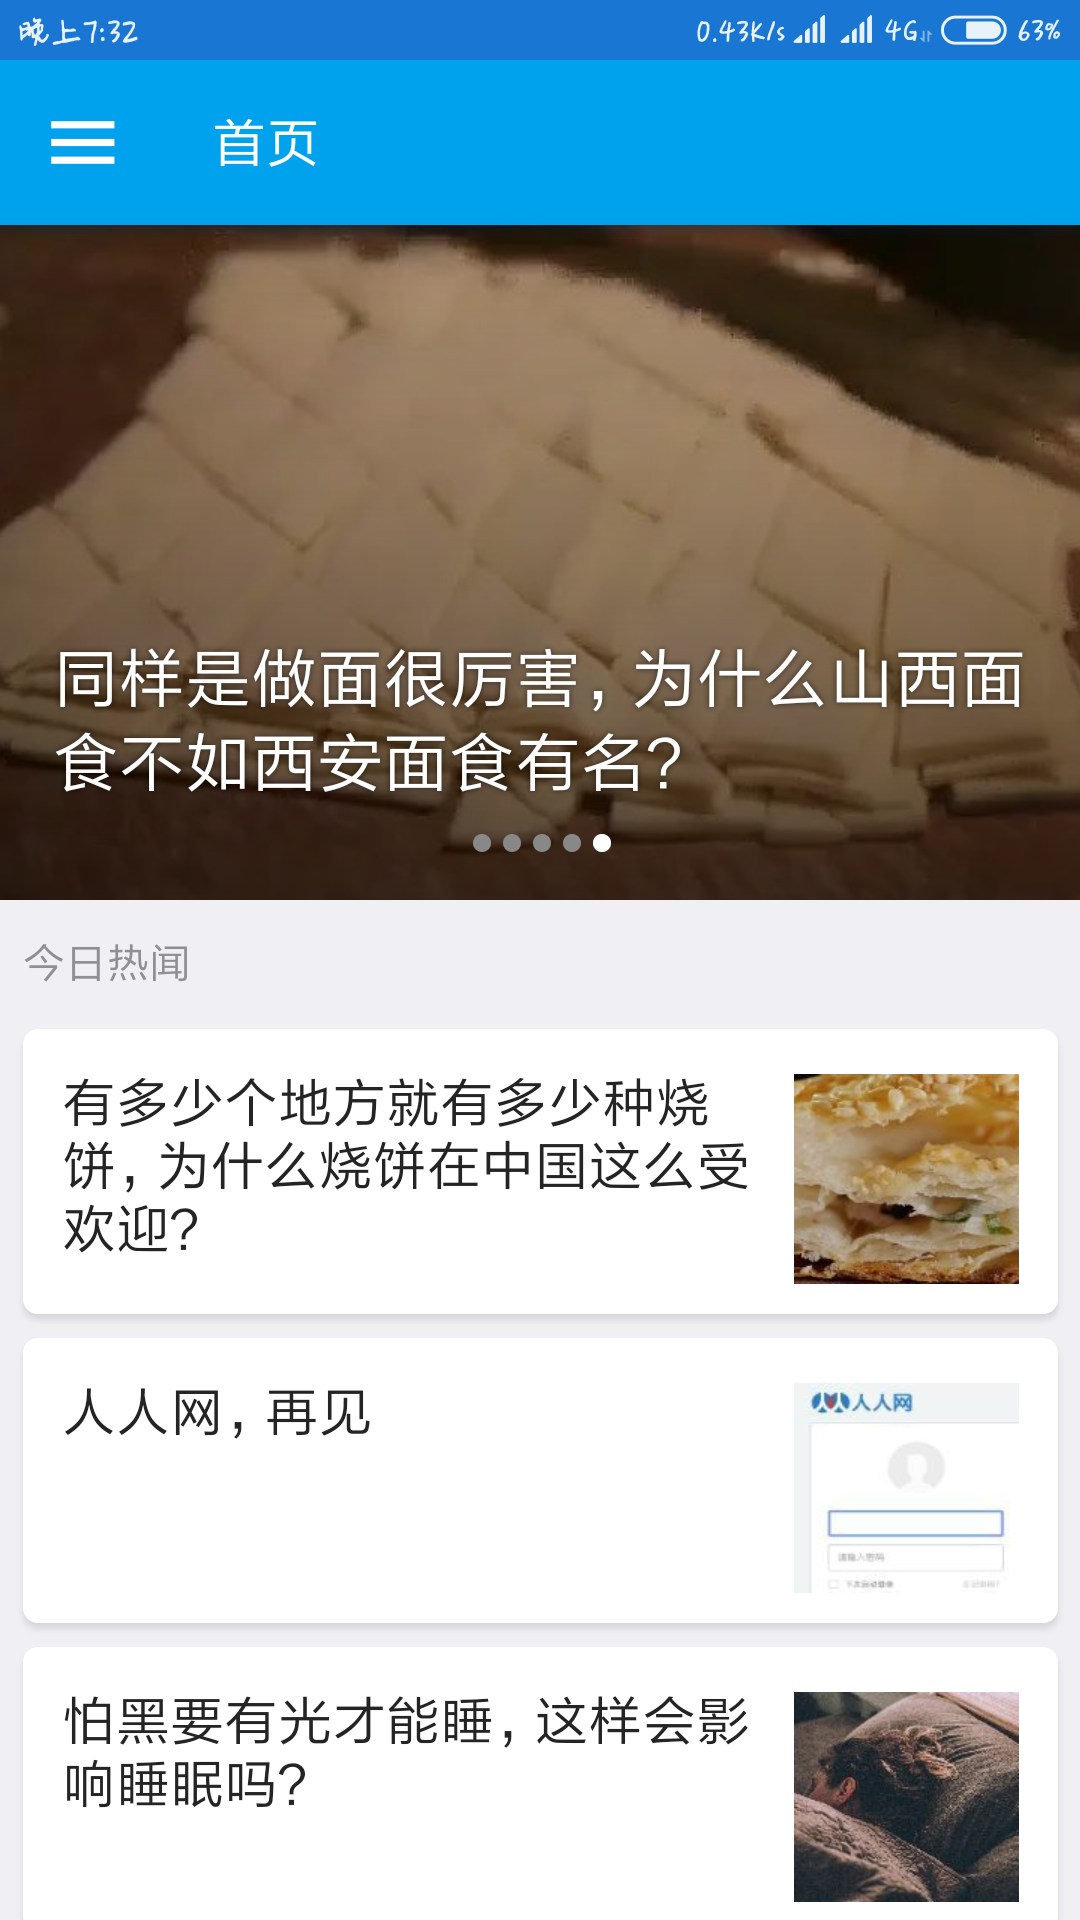 晚上7:32
0.43K/s 4G 63%
首页
同样是做面很厉害，为什么山西面
食不如西安面食有名？
今日热闻
有多少个地方就有多少种烧
饼，为什么烧饼在中国这么受
欢迎？
人人网，再见
人人网
请输入密码
下次自动登录
怕黑要有光才能睡，这样会影
响睡眠吗？